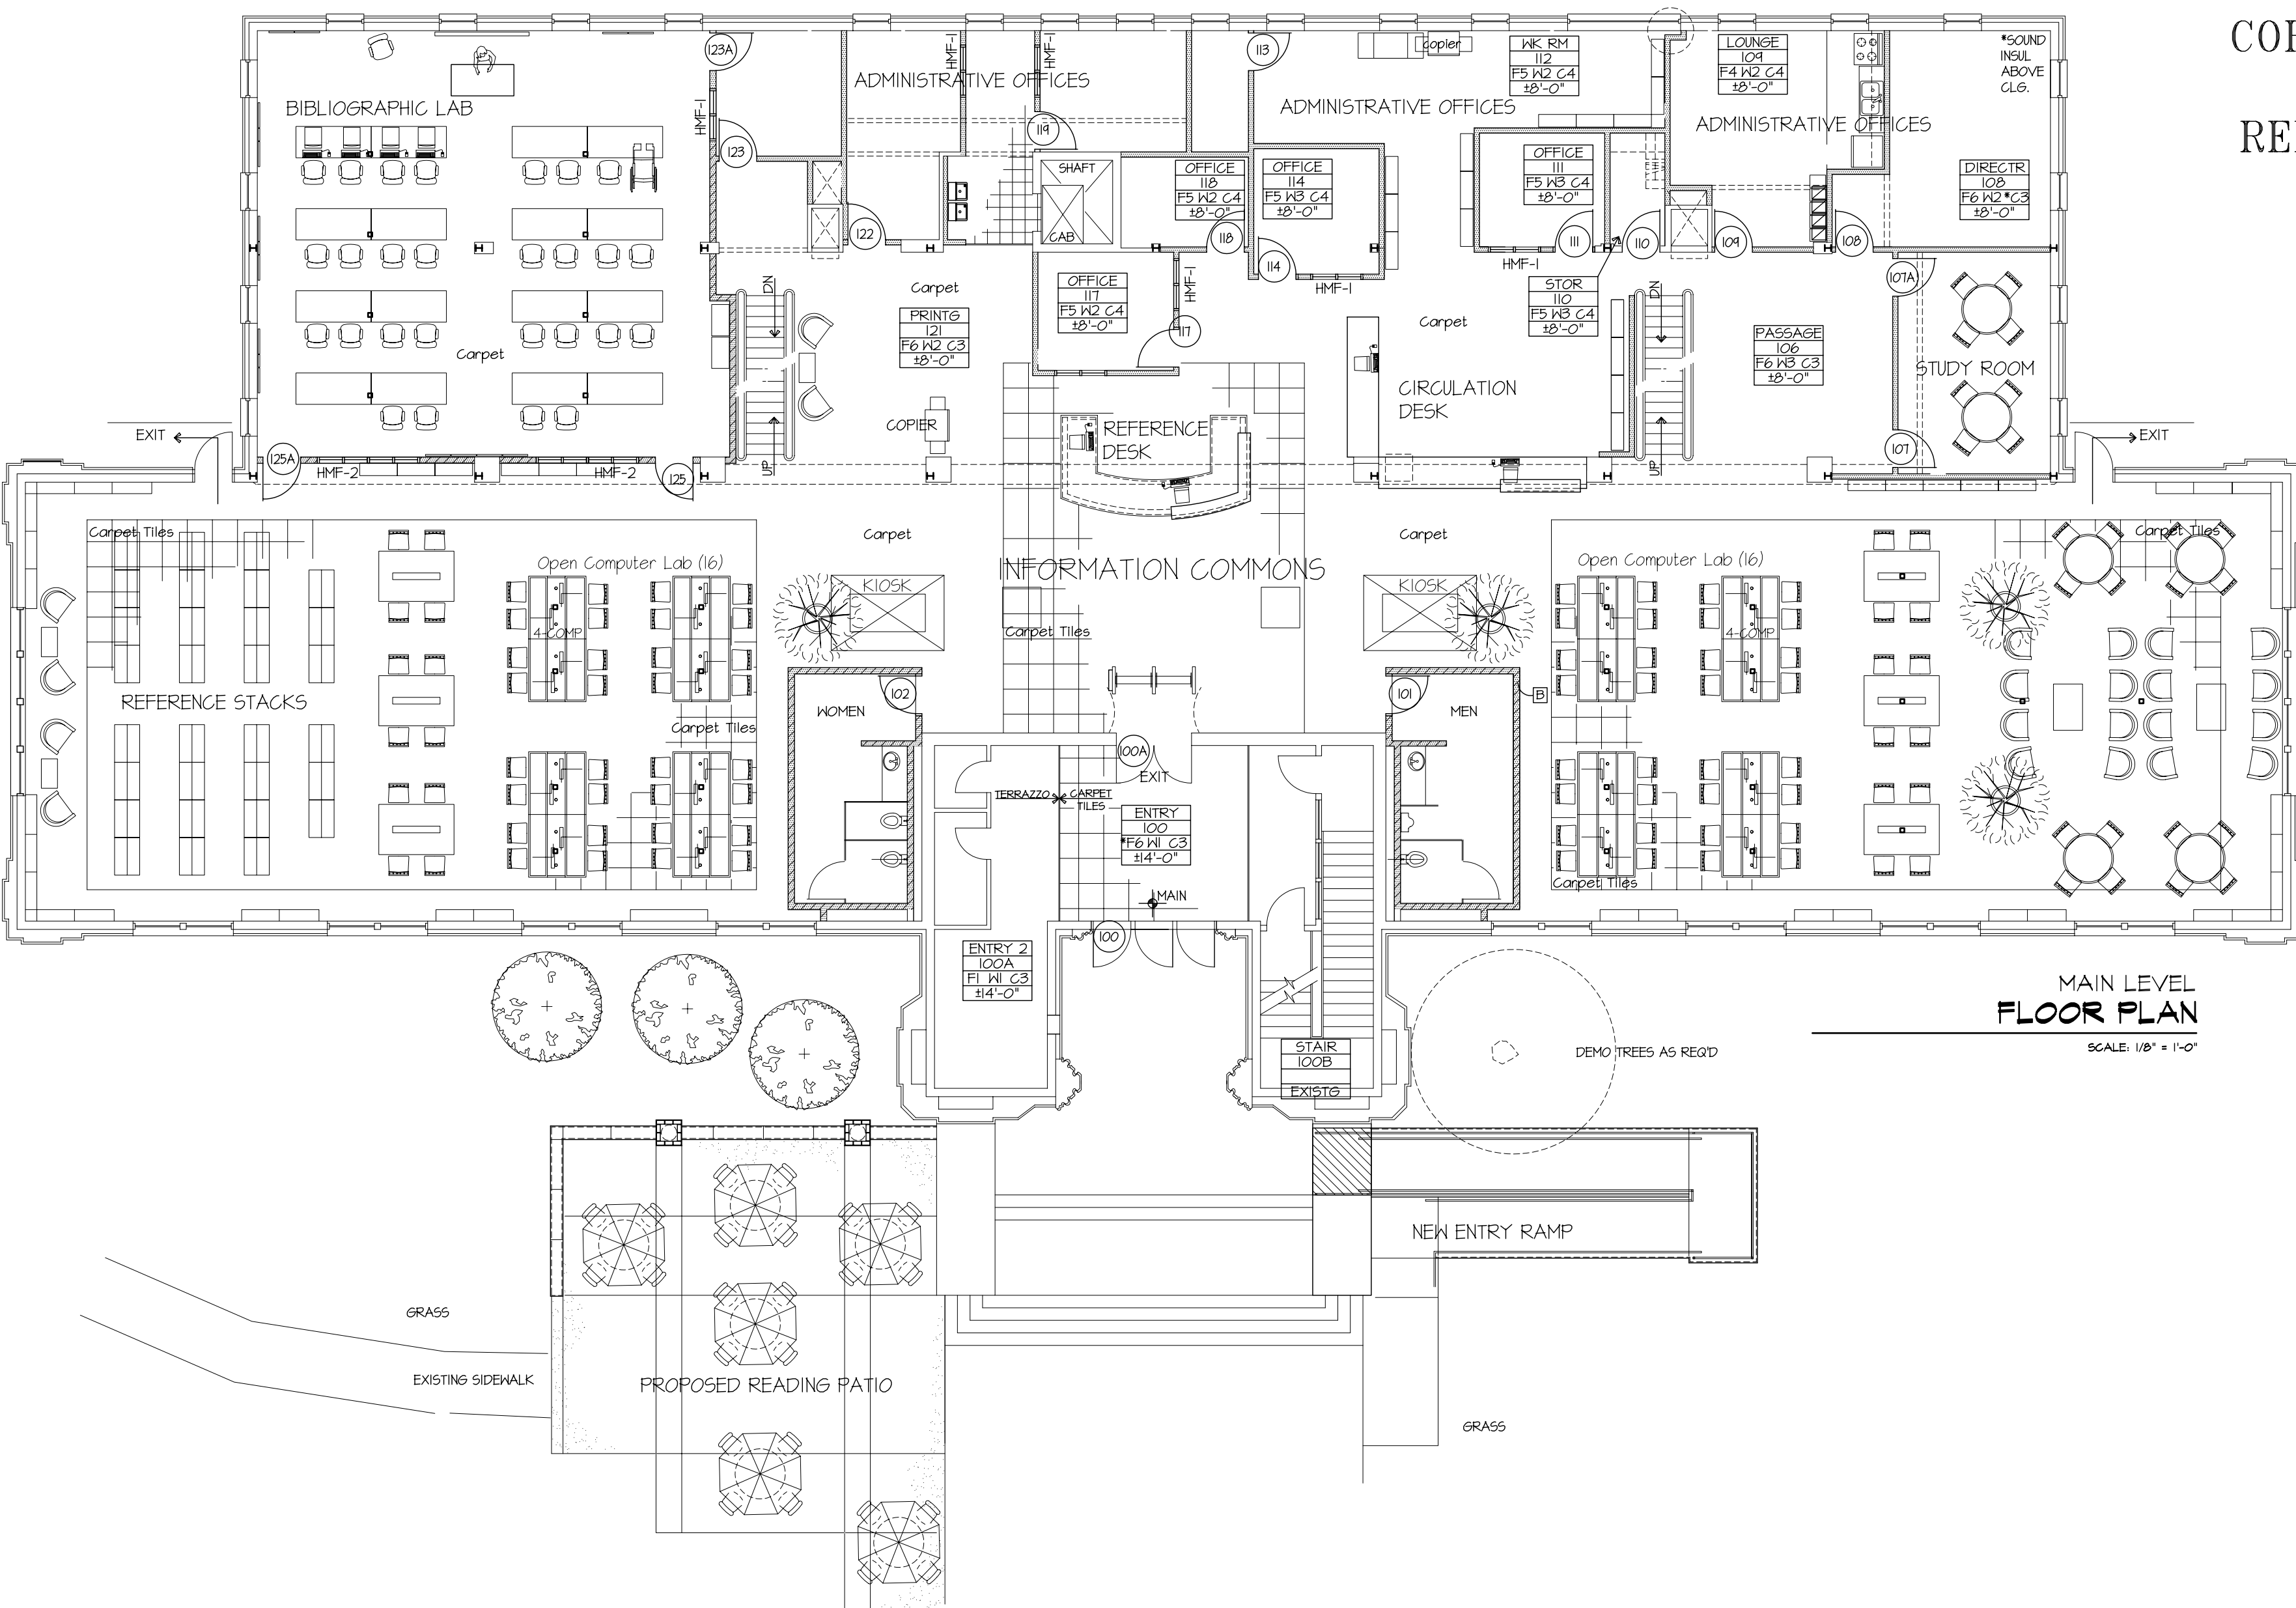 COR
REN
123A
HMF-1
HMF-1
113
copier
WK RM
112
F5 W2 C4
±8'-0"
LOUNGE
109
F4 W2 C4
±8'-0"
*SOUND
INSUL
ABOVE
CLG.
BIBLIOGRAPHIC LAB
ADMINISTRATIVE OFFICES
ADMINISTRATIVE OFFICES
ADMINISTRATIVE OFFICES
HMF-1
123
119
SHAFT
CAB
OFFICE
118
F5 W2 C4
±8'-0"
OFFICE
114
F5 W3 C4
±8'-0"
OFFICE
111
F5 W3 C4
±8'-0"
DIRECTR
108
F6 W2*C3
±8'-0"
122
118
114
111
110
109
108
HMF-1
HMF-1
HMF-1
107A
DN
Carpet
PRINTG
121
F6 W2 C3
±8'-0"
OFFICE
117
F5 W2 C4
±8'-0"
117
STOR
110
F5 W3 C4
±8'-0"
DN
Carpet
PASSAGE
106
F6 W3 C3
±8'-0"
Carpet
STUDY ROOM
CIRCULATION
DESK
COPIER
REFERENCE
DESK
EXIT
EXIT
125A
HMF-2
HMF-2
125
UP
UP
107
Carpet Tiles
Carpet
Carpet
Carpet Tiles
Open Computer Lab (16)
INFORMATION COMMONS
Open Computer Lab (16)
KIOSK
KIOSK
4-COMP
Carpet Tiles
4-COMP
REFERENCE STACKS
WOMEN
102
101
MEN
B
Carpet Tiles
100A
EXIT
TERRAZZO
CARPET
TILES
ENTRY
100
*F6 W1 C3
±14'-0"
MAIN
Carpet Tiles
100
ENTRY 2
100A
F1 W1 C3
±14'-0"
MAIN LEVEL
FLOOR PLAN
SCALE: 1/8" = 1'-0"
STAIR
100B
EXISTG
DEMO TREES AS REQ'D
NEW ENTRY RAMP
GRASS
EXISTING SIDEWALK
PROPOSED READING PATIO
GRASS